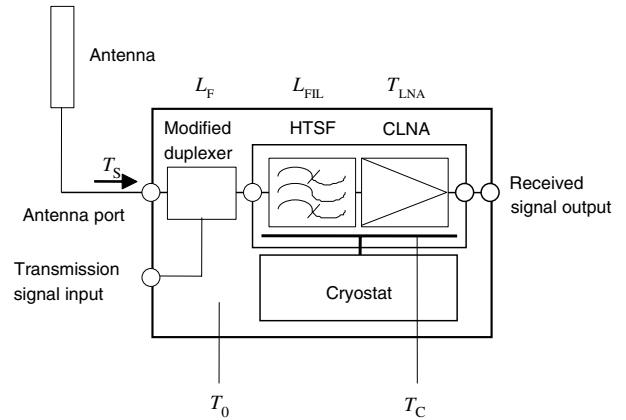 Antenna
L_F
L_FIL
T_LNA
Modified
duplexer
HTSF
CLNA
T_S
Antenna port
Received
signal output
Transmission
signal input
Cryostat
T_0
T_C